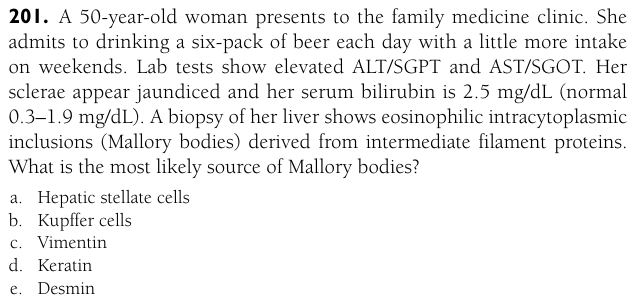 201. A 50-year-old woman presents to the family medicine clinic. She
admits to drinking a six-pack of beer each day with a little more intake
on weekends. Lab tests show elevated ALT/SGPT and AST/SGOT. Her
sclerae appear jaundiced and her serum bilirubin is 2.5 mg/dL (normal
0.3–1.9 mg/dL). A biopsy of her liver shows eosinophilic intracytoplasmic
inclusions (Mallory bodies) derived from intermediate filament proteins.
What is the most likely source of Mallory bodies?
a. Hepatic stellate cells
b. Kupffer cells
c. Vimentin
d. Keratin
e. Desmin